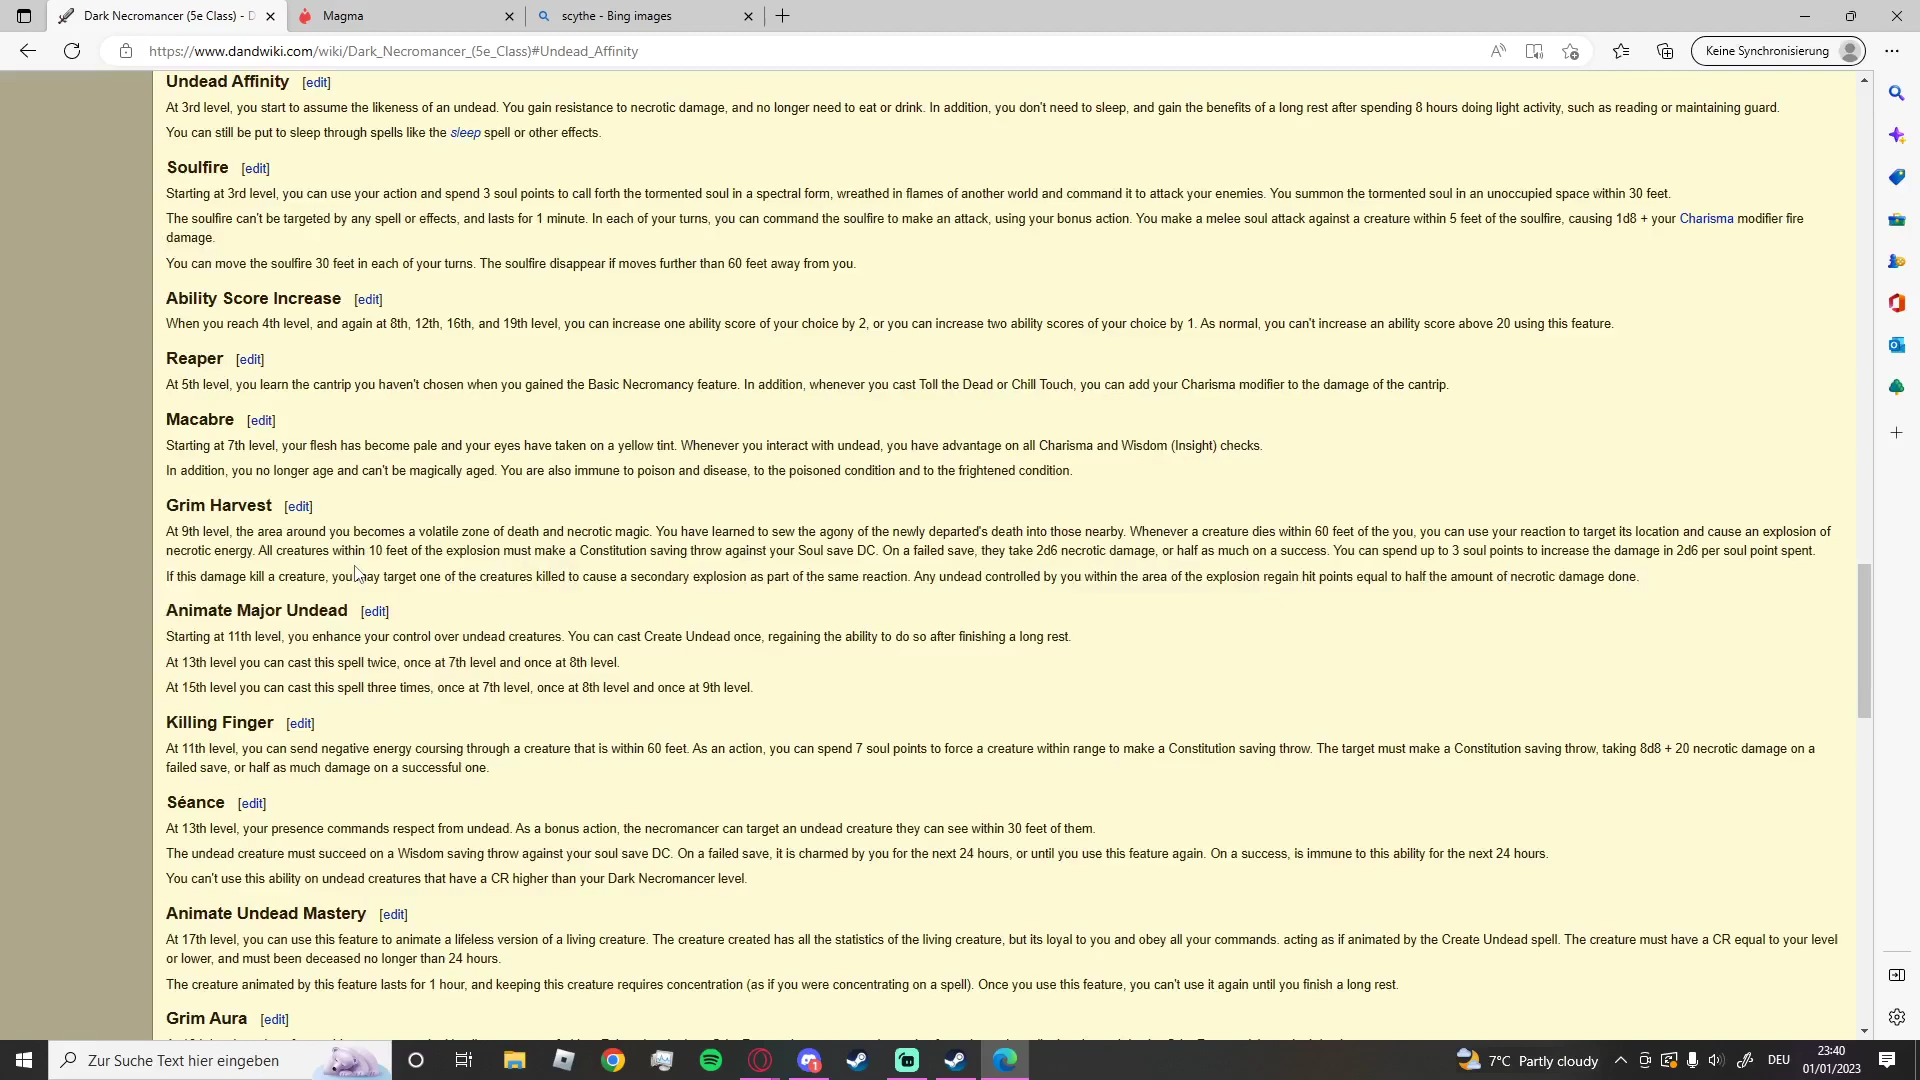 Dark Necromancer (5e Class) - D
Magma
scythe - Bing images
https://www.dandwiki.com/wiki/Dark_Necromancer_(5e_Class)#Undead_Affinity
Keine Synchronisierung
Undead Affinity [edit]
At 3rd level, you start to assume the likeness of an undead. You gain resistance to necrotic damage, and no longer need to eat or drink. In addition, you don't need to sleep, and gain the benefits of a long rest after spending 8 hours doing light activity, such as reading or maintaining guard.
You can still be put to sleep through spells like the sleep spell or other effects.
Soulfire [edit]
Starting at 3rd level, you can use your action and spend 3 soul points to call forth the tormented soul in a spectral form, wreathed in flames of another world and command it to attack your enemies. You summon the tormented soul in an unoccupied space within 30 feet.
The soulfire can't be targeted by any spell or effects, and lasts for 1 minute. In each of your turns, you can command the soulfire to make an attack, using your bonus action. You make a melee soul attack against a creature within 5 feet of the soulfire, causing 1d8 + your Charisma modifier fire
damage.
You can move the soulfire 30 feet in each of your turns. The soulfire disappear if moves further than 60 feet away from you.
Ability Score Increase [edit]
When you reach 4th level, and again at 8th, 12th, 16th, and 19th level, you can increase one ability score of your choice by 2, or you can increase two ability scores of your choice by 1. As normal, you can't increase an ability score above 20 using this feature.
Reaper [edit]
At 5th level, you learn the cantrip you haven't chosen when you gained the Basic Necromancy feature. In addition, whenever you cast Toll the Dead or Chill Touch, you can add your Charisma modifier to the damage of the cantrip.
Macabre [edit]
Starting at 7th level, your flesh has become pale and your eyes have taken on a yellow tint. Whenever you interact with undead, you have advantage on all Charisma and Wisdom (Insight) checks.
In addition, you no longer age and can't be magically aged. You are also immune to poison and disease, to the poisoned condition and to the frightened condition.
Grim Harvest [edit]
At 9th level, the area around you becomes a volatile zone of death and necrotic magic. You have learned to sew the agony of the newly departed's death into those nearby. Whenever a creature dies within 60 feet of the you, you can use your reaction to target its location and cause an explosion of
necrotic energy. All creatures within 10 feet of the explosion must make a Constitution saving throw against your Soul save DC. On a failed save, they take 2d6 necrotic damage, or half as much on a success. You can spend up to 3 soul points to increase the damage in 2d6 per soul point spent.
If this damage kill a creature, you may target one of the creatures killed to cause a secondary explosion as part of the same reaction. Any undead controlled by you within the area of the explosion regain hit points equal to half the amount of necrotic damage done.
Animate Major Undead [edit]
Starting at 11th level, you enhance your control over undead creatures. You can cast Create Undead once, regaining the ability to do so after finishing a long rest.
At 13th level you can cast this spell twice, once at 7th level and once at 8th level.
At 15th level you can cast this spell three times, once at 7th level, once at 8th level and once at 9th level.
Killing Finger [edit]
At 11th level, you can send negative energy coursing through a creature that is within 60 feet. As an action, you can spend 7 soul points to force a creature within range to make a Constitution saving throw. The target must make a Constitution saving throw, taking 8d8 + 20 necrotic damage on a
failed save, or half as much damage on a successful one.
Séance [edit]
At 13th level, your presence commands respect from undead. As a bonus action, the necromancer can target an undead creature they can see within 30 feet of them.
The undead creature must succeed on a Wisdom saving throw against your soul save DC. On a failed save, it is charmed by you for the next 24 hours, or until you use this feature again. On a success, is immune to this ability for the next 24 hours.
You can't use this ability on undead creatures that have a CR higher than your Dark Necromancer level.
Animate Undead Mastery [edit]
At 17th level, you can use this feature to animate a lifeless version of a living creature. The creature created has all the statistics of the living creature, but its loyal to you and obey all your commands. acting as if animated by the Create Undead spell. The creature must have a CR equal to your level
or lower, and must been deceased no longer than 24 hours.
The creature animated by this feature lasts for 1 hour, and keeping this creature requires concentration (as if you were concentrating on a spell). Once you use this feature, you can't use it again until you finish a long rest.
Grim Aura [edit]
Zur Suche Text hier eingeben
7°C Partly cloudy
DEU
23:40
01/01/2023